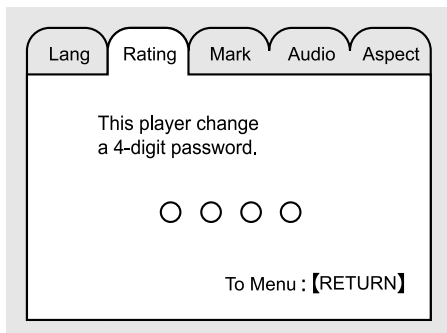 Lang Rating Mark Audio Aspect
This player change
a 4-digit password.
To Menu : 【RETURN】